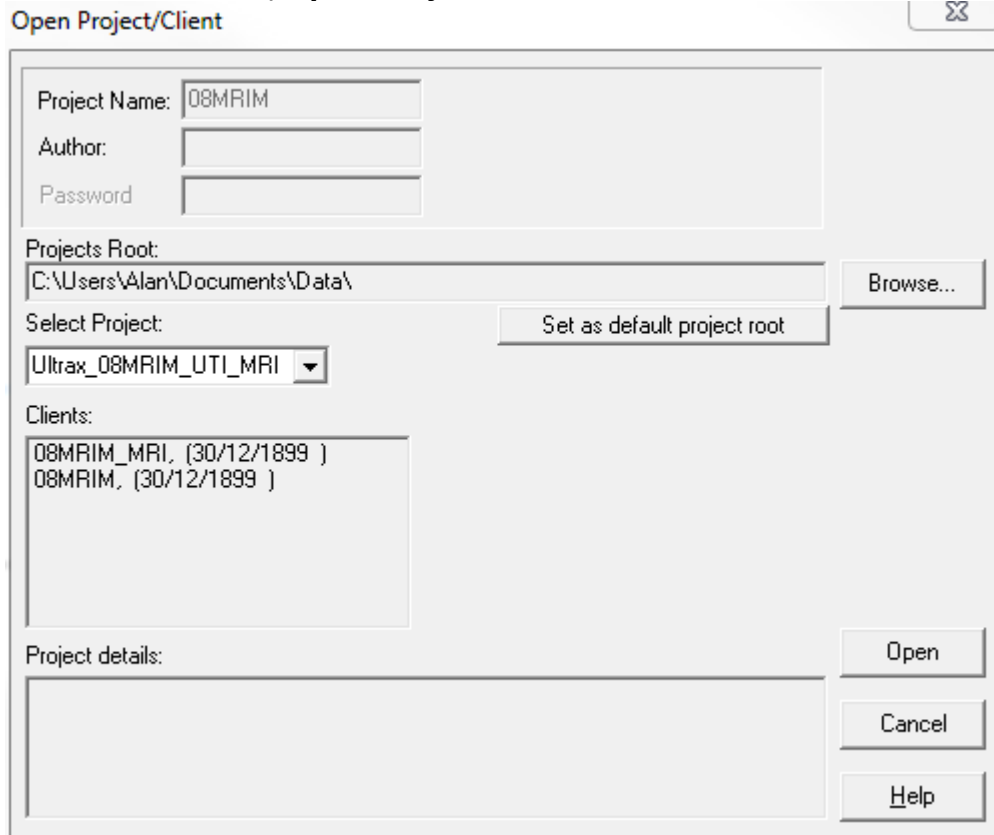 Open Project/Client
Project Name: 08MRIM
Author:
Password
Projects Root:
C:\Users\Alan\Documents\Data\
Browse...
Select Project:
Set as default project root
Ultrax_08MRIM_UTI_MRI
Clients:
08MRIM_MRI, (30/12/1899 )
08MRIM, (30/12/1899 )
Project details:
Open
Cancel
Help